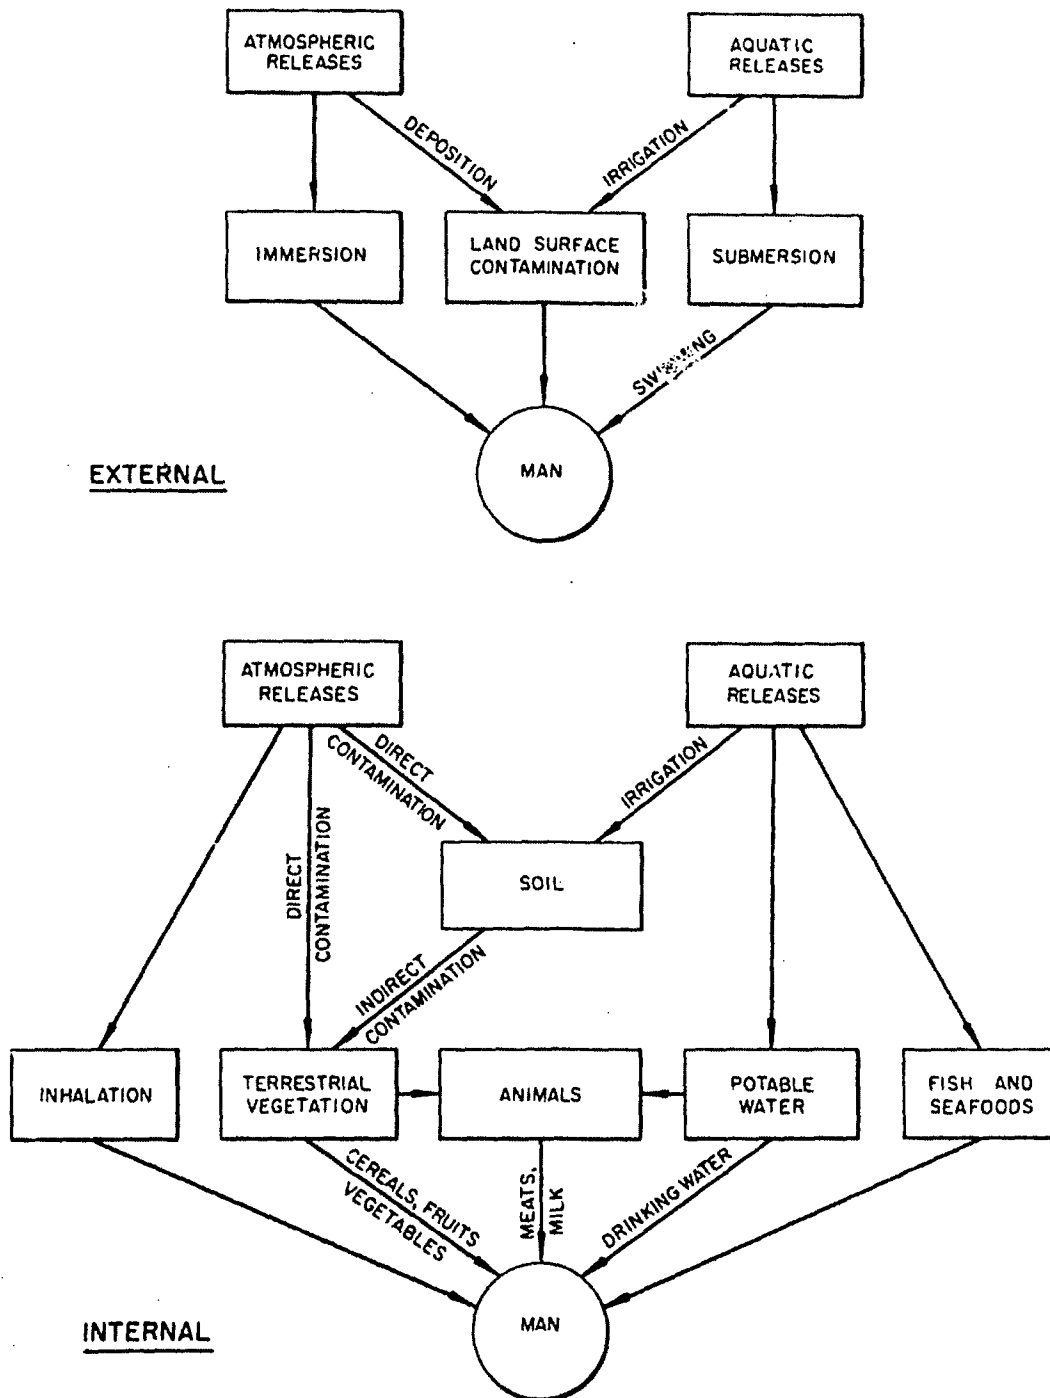 ATMOSPHERIC
RELEASES
AQUATIC
RELEASES
DEPOSITION
IRRIGATION
IMMERSION
LAND SURFACE
CONTAMINATION
SUBMERSION
SWIMMING
MAN
EXTERNAL
ATMOSPHERIC
RELEASES
AQUATIC
RELEASES
DIRECT
CONTAMINATION
IRRIGATION
DIRECT
CONTAMINATION
SOIL
INDIRECT
CONTAMINATION
INHALATION
TERRESTRIAL
VEGETATION
ANIMALS
POTABLE
WATER
FISH AND
SEAFOODS
CEREALS, FRUITS
VEGETABLES
MEATS,
MILK
DRINKING WATER
MAN
INTERNAL